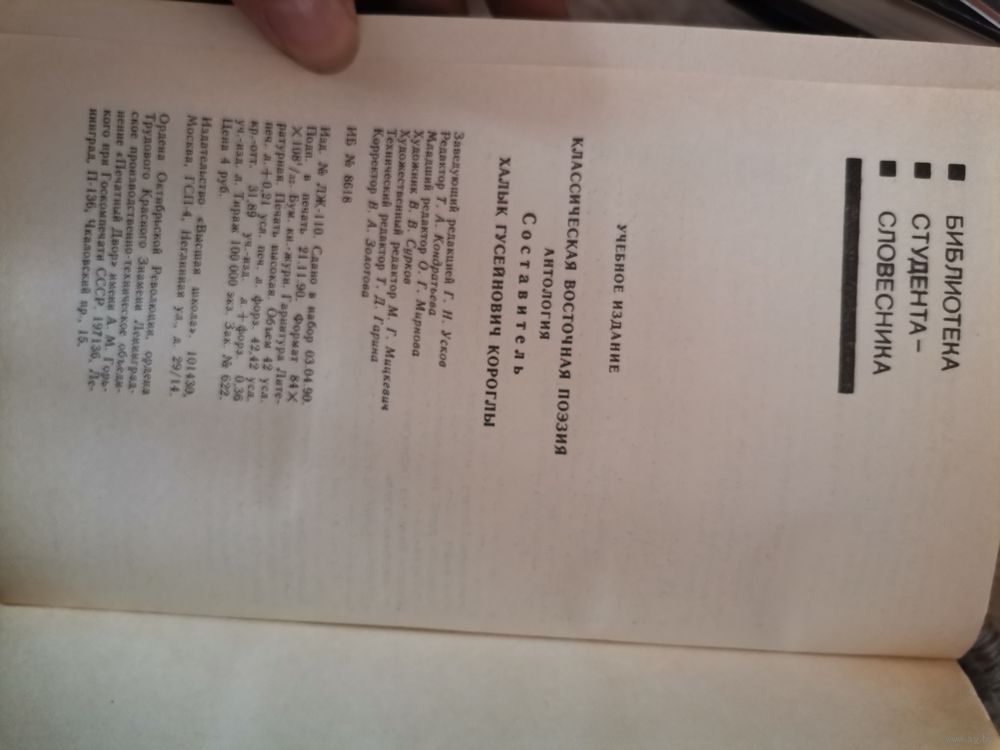 БИБЛИОТЕКА
СТУДЕНТА –
СЛОВЕСНИКА
УЧЕБНОЕ ИЗДАНИЕ
КЛАССИЧЕСКАЯ ВОСТОЧНАЯ ПОЭЗИЯ
АНТОЛОГИЯ
Составитель
ХАЛЫК ГУСЕЙНОВИЧ КОРОГЛЫ
Заведующий редакцией Г. Н. Усков
Редактор Т. А. Кондратьева
Младший редактор О. Г. Мирнова
Художник В. В. Сурков
Художественный редактор М. Г. Мицкевич
Технический редактор Т. Д. Гарина
Корректор В. А. Золотова
ИБ № 8618
Изд. № ЛЖ-110. Сдано в набор 03.04.90.
Подп. в печать 21.11.90. Формат 84×
×108¹/₃₂. Бум. кн.-журн. Гарнитура Лите-
ратурная. Печать высокая. Объем 42 усл.
печ. л.+0,21 усл. печ. л. форз. 42,42 усл.
кр.-отт. 31,89 уч.-изд. л.+форз. 0,36
уч.-изд. л. Тираж 100 000 экз. Зак. № 622.
Цена 4 руб.
Издательство «Высшая школа». 101430,
Москва, ГСП-4, Неглинная ул., д. 29/14.
Ордена Октябрьской Революции, ордена
Трудового Красного Знамени Ленинград-
ское производственно-техническое объеди-
нение «Печатный Двор» имени А. М. Горь-
кого при Госкомпечати СССР. 197136, Ле-
нинград, П-136, Чкаловский пр., 15.